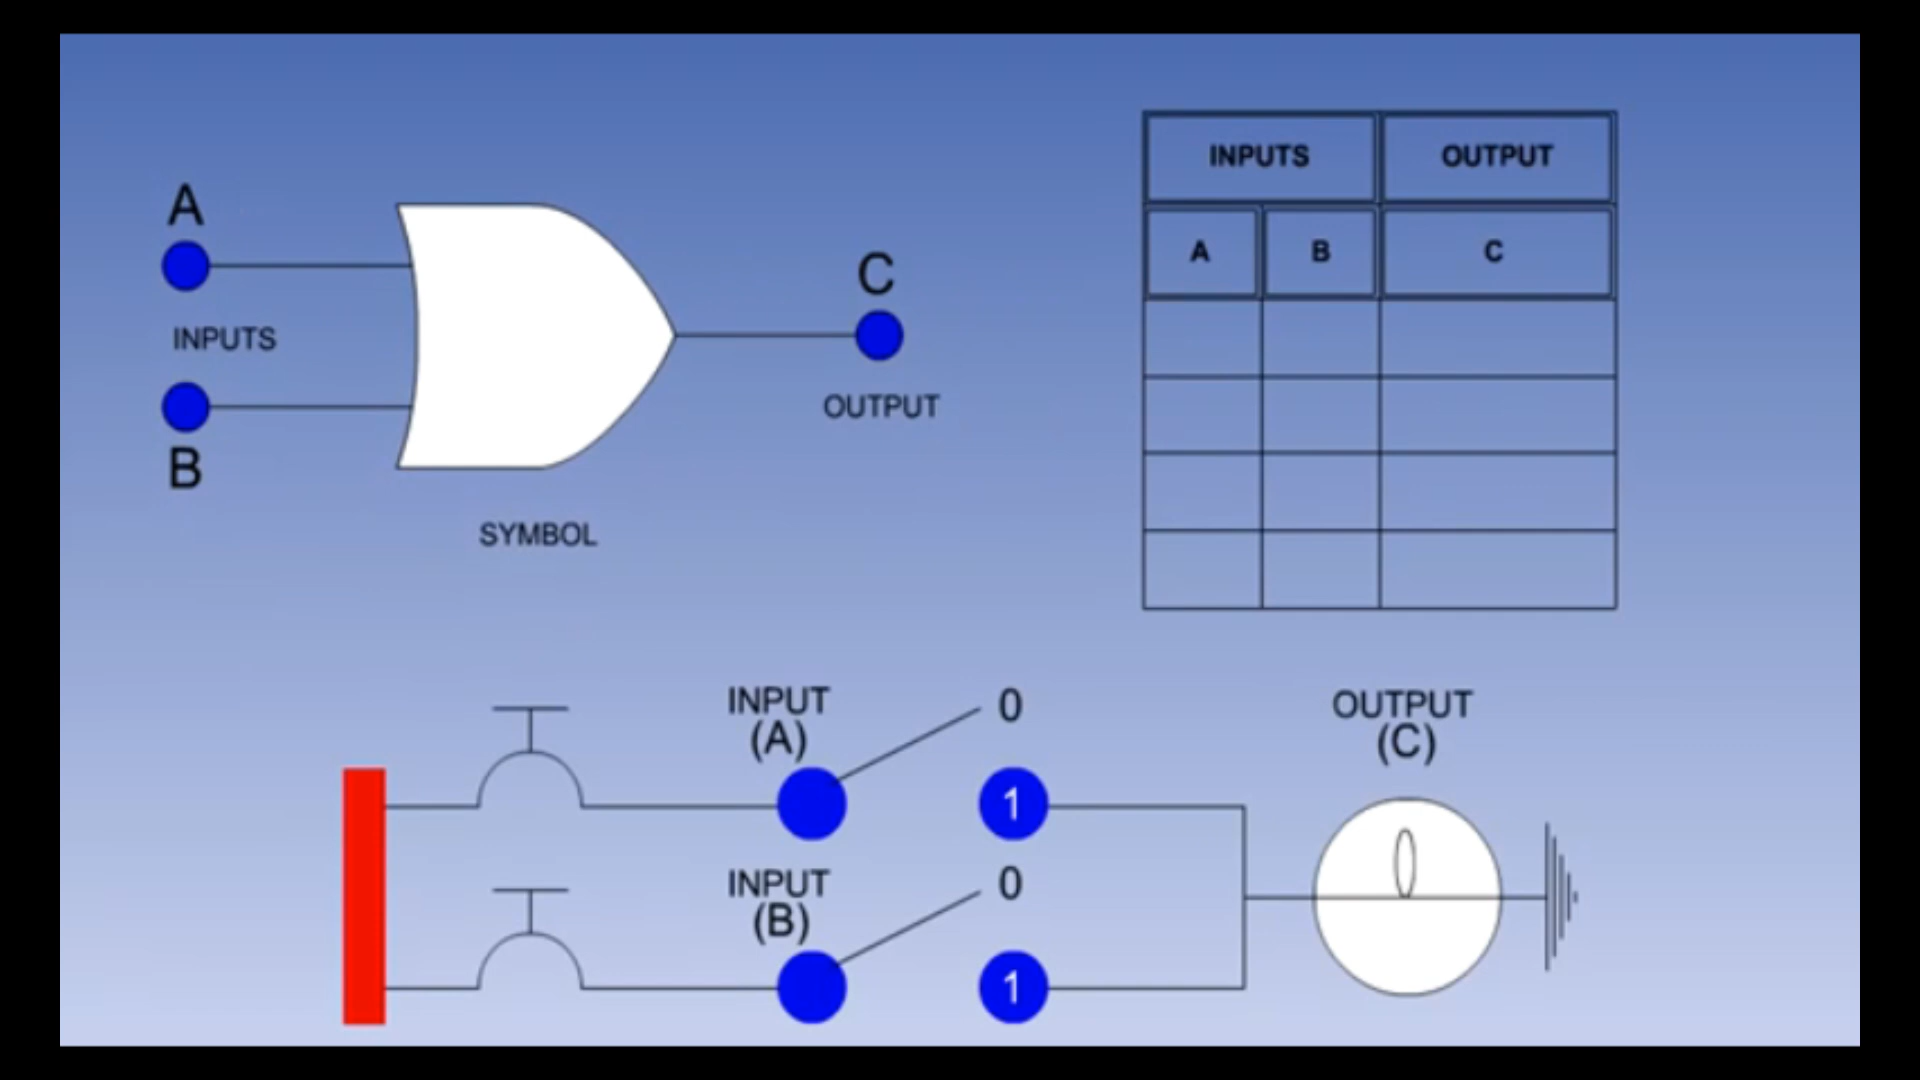 A
INPUTS
B
C
OUTPUT
SYMBOL
INPUTS OUTPUT
A B C
INPUT
(A)
0
1
INPUT
(B)
0
1
OUTPUT
(C)